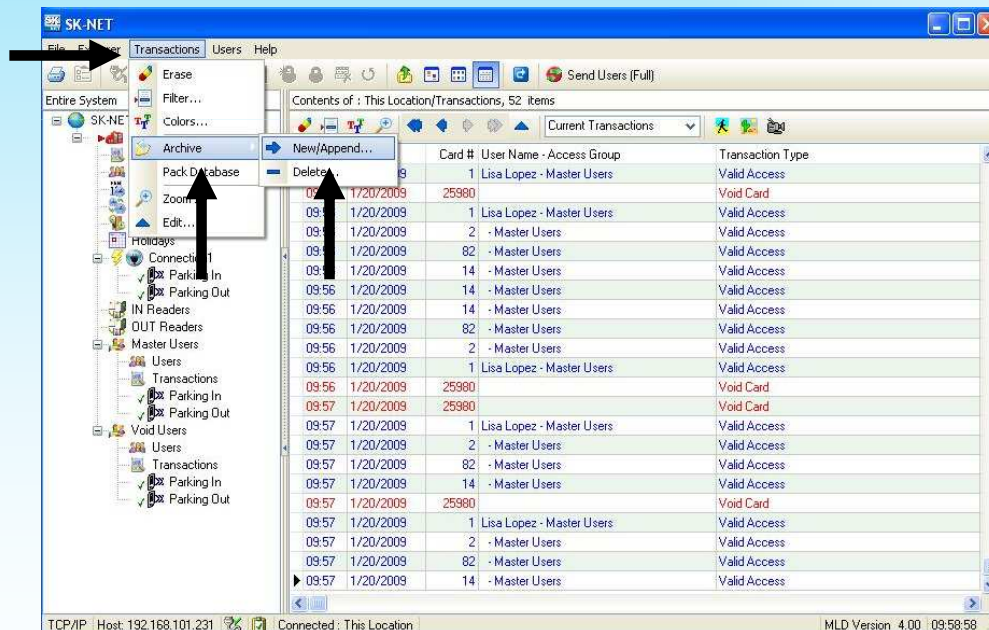 SK-NET
File Explorer Transactions Users Help
Send Users (Full)
Entire System
Contents of : This Location/Transactions, 52 items
SK-NET
Erase
Filter...
Colors...
Archive
Pack Database
Zoom
Edit...
New/Append...
Delete...
Current Transactions
Card # User Name - Access Group Transaction Type
1 Lisa Lopez - Master Users Valid Access
1/20/2009 25980 Void Card
1/20/2009 1 Lisa Lopez - Master Users Valid Access
1/20/2009 2 - Master Users Valid Access
1/20/2009 82 - Master Users Valid Access
1/20/2009 14 - Master Users Valid Access
09:56 1/20/2009 14 - Master Users Valid Access
09:56 1/20/2009 14 - Master Users Valid Access
09:56 1/20/2009 82 - Master Users Valid Access
09:56 1/20/2009 2 - Master Users Valid Access
09:56 1/20/2009 1 Lisa Lopez - Master Users Valid Access
09:56 1/20/2009 25980 Void Card
09:57 1/20/2009 25980 Void Card
09:57 1/20/2009 1 Lisa Lopez - Master Users Valid Access
09:57 1/20/2009 2 - Master Users Valid Access
09:57 1/20/2009 82 - Master Users Valid Access
09:57 1/20/2009 14 - Master Users Valid Access
09:57 1/20/2009 25980 Void Card
09:57 1/20/2009 1 Lisa Lopez - Master Users Valid Access
09:57 1/20/2009 2 - Master Users Valid Access
09:57 1/20/2009 82 - Master Users Valid Access
09:57 1/20/2009 14 - Master Users Valid Access
Holidays
Connection1
Parking In
Parking Out
IN Readers
OUT Readers
Master Users
Users
Transactions
Parking In
Parking Out
Void Users
Users
Transactions
Parking In
Parking Out
TCP/IP Host: 192.168.101.231 Connected : This Location MLD Version 4.00 09:58:58